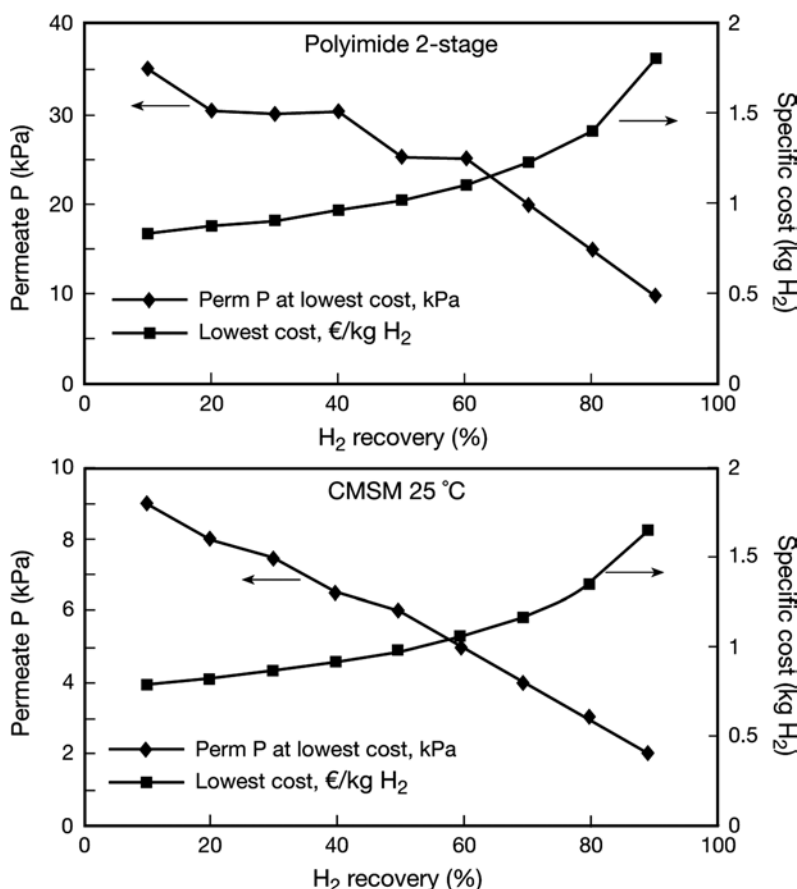 Polyimide 2-stage
Permeate P (kPa)
40
30
20
10
0
2
1.5
1
0.5
0
Specific cost (kg H₂)
Perm P at lowest cost, kPa
Lowest cost, €/kg H₂
0 20 40 60 80 100
H₂ recovery (%)
CMSM 25 °C
Permeate P (kPa)
10
8
6
4
2
0
2
1.5
1
0.5
0
Specific cost (kg H₂)
Perm P at lowest cost, kPa
Lowest cost, €/kg H₂
0 20 40 60 80 100
H₂ recovery (%)